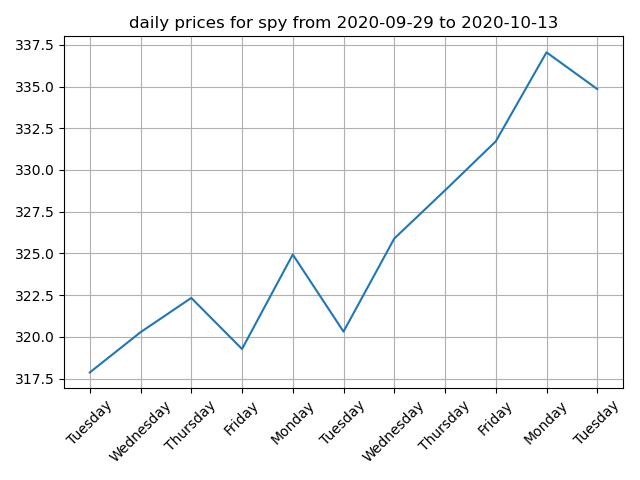 daily prices for spy from 2020-09-29 to 2020-10-13
337.5
335.0
332.5
330.0
327.5
325.0
322.5
320.0
317.5
Tuesday
Wednesday
Thursday
Friday
Monday
Tuesday
Wednesday
Thursday
Friday
Monday
Tuesday